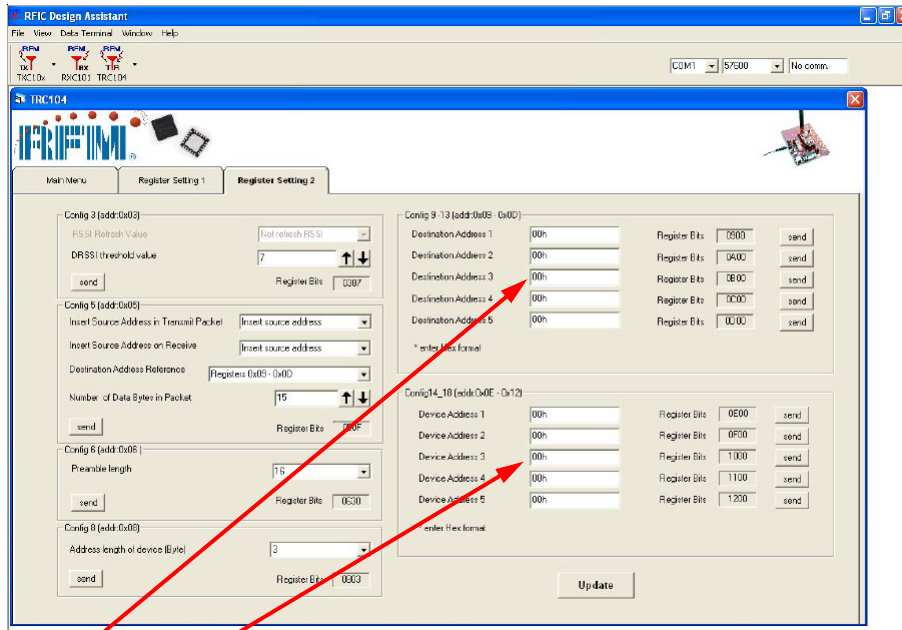 RFIC Design Assistant
File View Data Terminal Window Help
RFM RFM RFM
TX RX T/R
TXC10x RXC101 TRC104
COM1 57600 No comm.
TRC104
RFM
Main Menu Register Setting 1 Register Setting 2
Config 3 (addr:0x03)
RSSI Refresh Value Not refresh RSSI
DRSSI threshold value 7
send Register Bits 0387
Config 5 (addr:0x05)
Insert Source Address in Transmit Packet Insert source address
Insert Source Address on Receive Insert source address
Destination Address Reference Registers 0x09 - 0x0D
Number of Data Bytes in Packet 15
send Register Bits
Config 6 (addr:0x06)
Preamble length 16
send Register Bits 0630
Config 8 (addr:0x08)
Address length of device (Byte) 3
send Register Bits 0803
Config 9 -13 (addr:0x09 - 0x0D)
Destination Address 1 00h Register Bits 0900 send
Destination Address 2 00h Register Bits 0A00 send
Destination Address 3 00h Register Bits 0B00 send
Destination Address 4 00h Register Bits 0C00 send
Destination Address 5 00h Register Bits 0D00 send
* enter Hex format
Config14_18 (addr:0x0E - 0x12)
Device Address 1 00h Register Bits 0E00 send
Device Address 2 00h Register Bits 0F00 send
Device Address 3 00h Register Bits 1000 send
Device Address 4 00h Register Bits 1100 send
Device Address 5 00h Register Bits 1200 send
* enter Hex format
Update